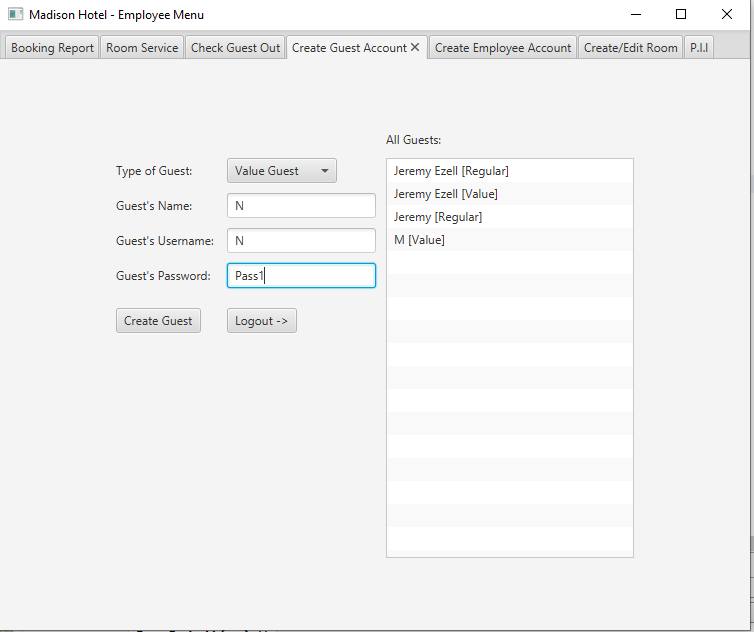 Madison Hotel - Employee Menu
Booking Report Room Service Check Guest Out Create Guest Account Create Employee Account Create/Edit Room P.I.I
All Guests:
Type of Guest: Value Guest
Guest's Name: N
Guest's Username: N
Guest's Password: Pass1
Create Guest Logout ->
Jeremy Ezell [Regular]
Jeremy Ezell [Value]
Jeremy [Regular]
M [Value]